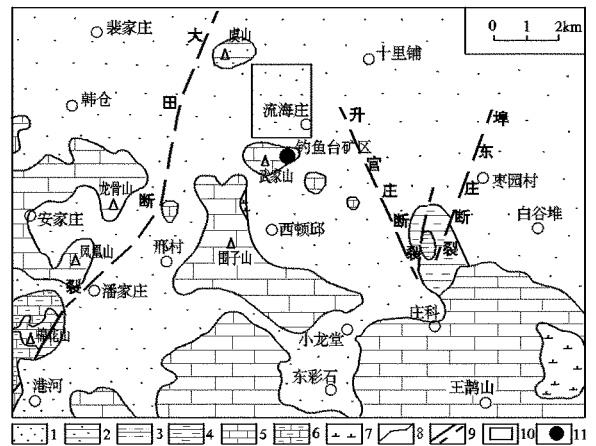 裴家庄
大田断裂
虞山
十里铺
0 1 2km
韩仓
流海庄
升官庄断裂
埠东庄断裂
钓鱼台矿区
武家山
枣园村
龙骨山
安家庄
西顿邱
白谷堆
凤凰山
邢村
围子山
潘家庄
庄科
小龙堂
港河
东彩石
王鹊山
1 2 3 4 5 6 7 8 9 10 11